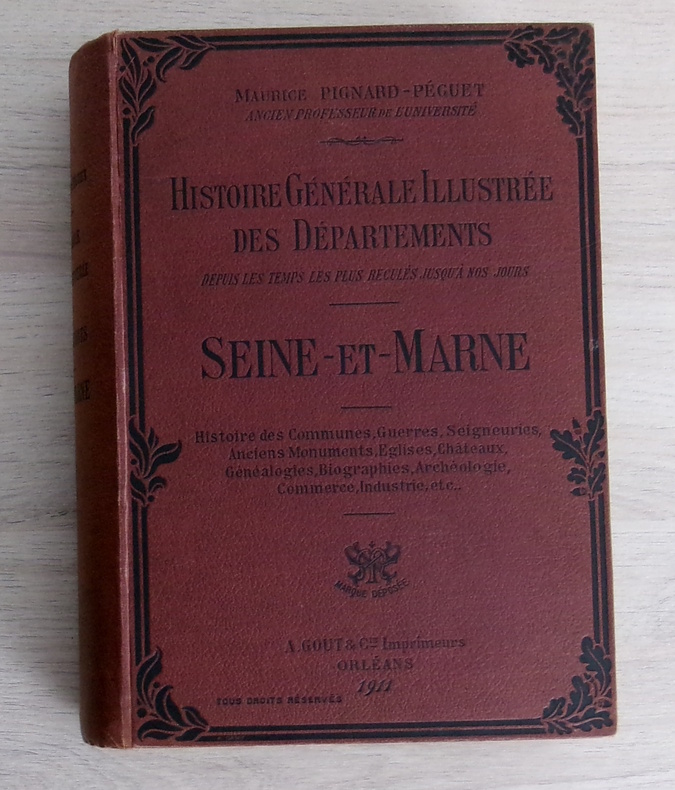 MAURICE PIGNARD-PÉGUET
ANCIEN PROFESSEUR DE L'UNIVERSITÉ
HISTOIRE GÉNÉRALE ILLUSTRÉE
DES DÉPARTEMENTS
DEPUIS LES TEMPS LES PLUS RECULÉS JUSQU'À NOS JOURS
SEINE-ET-MARNE
Histoire des Communes, Guerres, Seigneuries,
Anciens Monuments, Eglises, Châteaux,
Généalogies, Biographies, Archéologie,
Commerce, Industrie, etc..
MARQUE DÉPOSÉE
A. GOUT & Cie Imprimeurs
ORLÉANS
1911
TOUS DROITS RÉSERVÉS